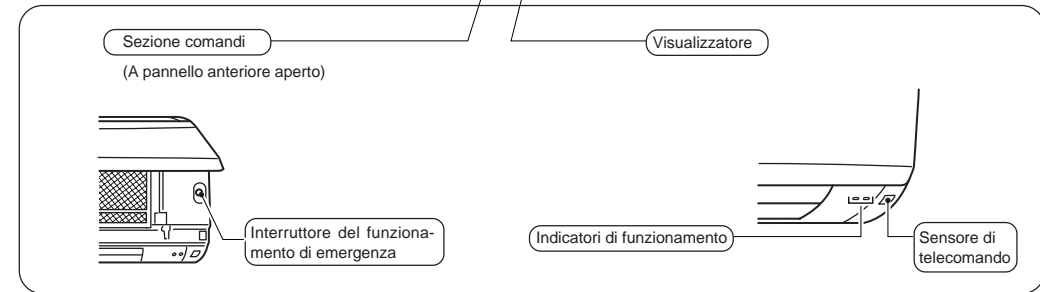 Sezione comandi
(A pannello anteriore aperto)
Interruttore del funziona-
mento di emergenza
Visualizzatore
Indicatori di funzionamento
Sensore di
telecomando